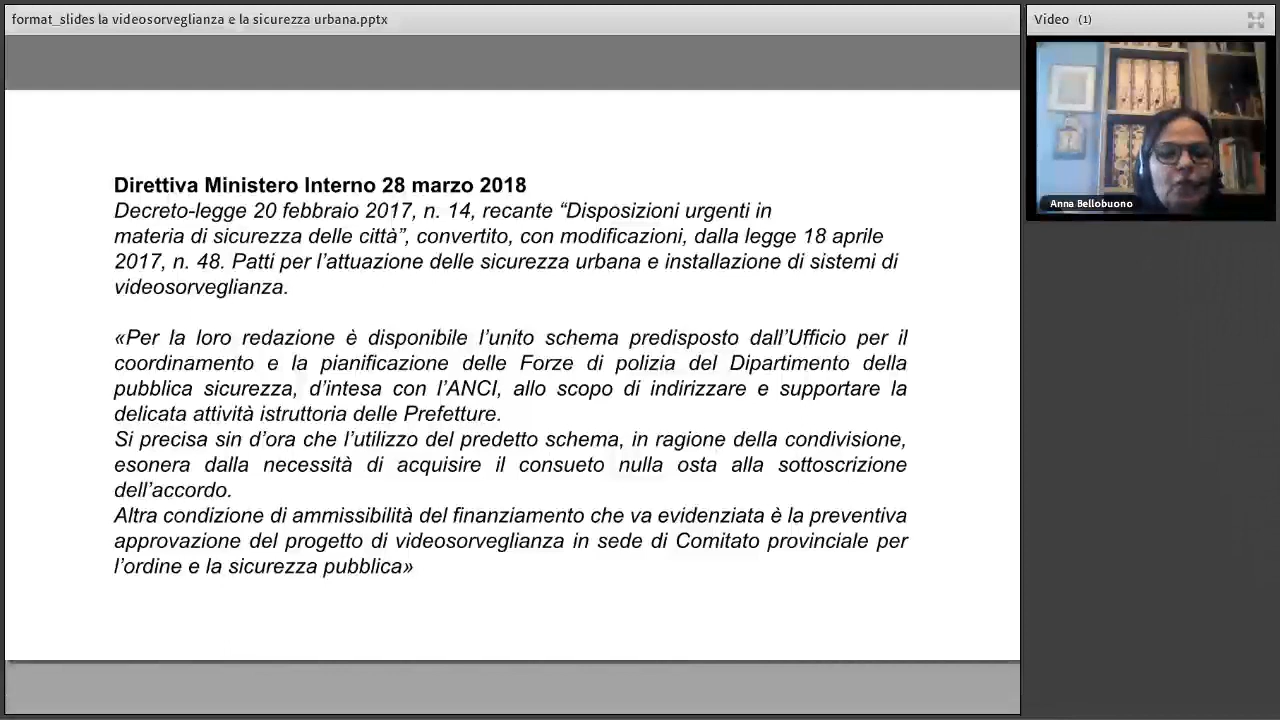 format_slides la videosorveglianza e la sicurezza urbana.pptx
Video (1)
Anna Bellobuono
Direttiva Ministero Interno 28 marzo 2018
Decreto-legge 20 febbraio 2017, n. 14, recante “Disposizioni urgenti in
materia di sicurezza delle città”, convertito, con modificazioni, dalla legge 18 aprile
2017, n. 48. Patti per l’attuazione delle sicurezza urbana e installazione di sistemi di
videosorveglianza.
«Per la loro redazione è disponibile l’unito schema predisposto dall’Ufficio per il
coordinamento e la pianificazione delle Forze di polizia del Dipartimento della
pubblica sicurezza, d’intesa con l’ANCI, allo scopo di indirizzare e supportare la
delicata attività istruttoria delle Prefetture.
Si precisa sin d’ora che l’utilizzo del predetto schema, in ragione della condivisione,
esonera dalla necessità di acquisire il consueto nulla osta alla sottoscrizione
dell’accordo.
Altra condizione di ammissibilità del finanziamento che va evidenziata è la preventiva
approvazione del progetto di videosorveglianza in sede di Comitato provinciale per
l’ordine e la sicurezza pubblica»